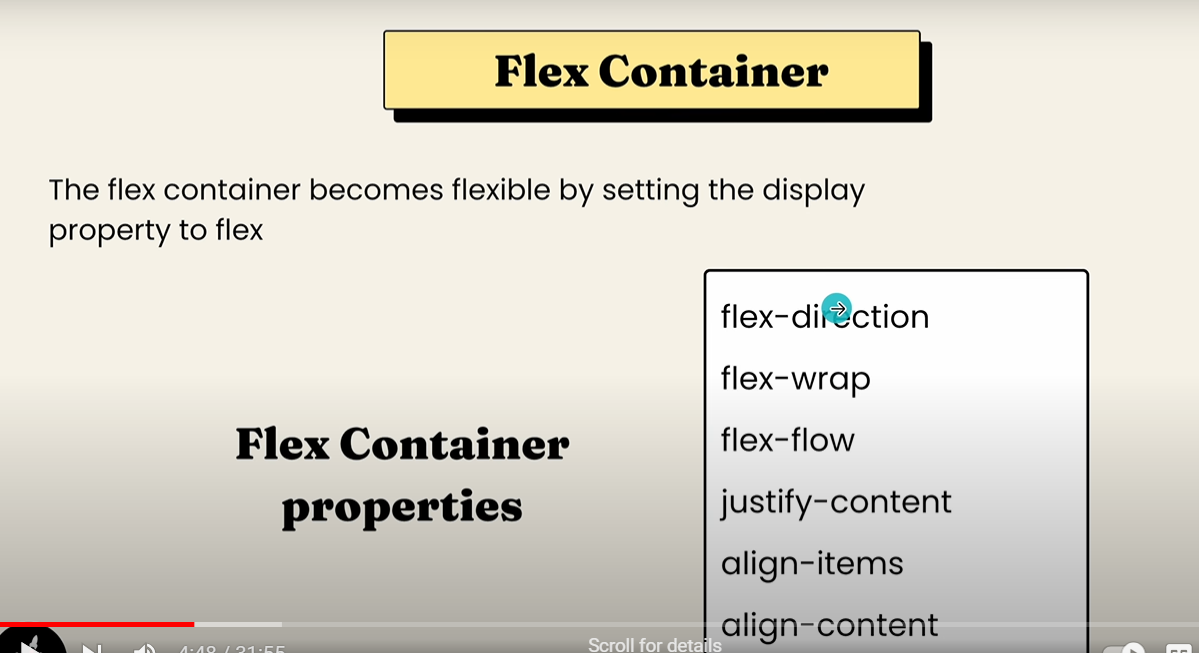 Flex Container
The flex container becomes flexible by setting the display
property to flex
flex-direction
flex-wrap
flex-flow
Flex Container
properties
justify-content
align-items
align-content
Scroll for details
4:48 / 31:55